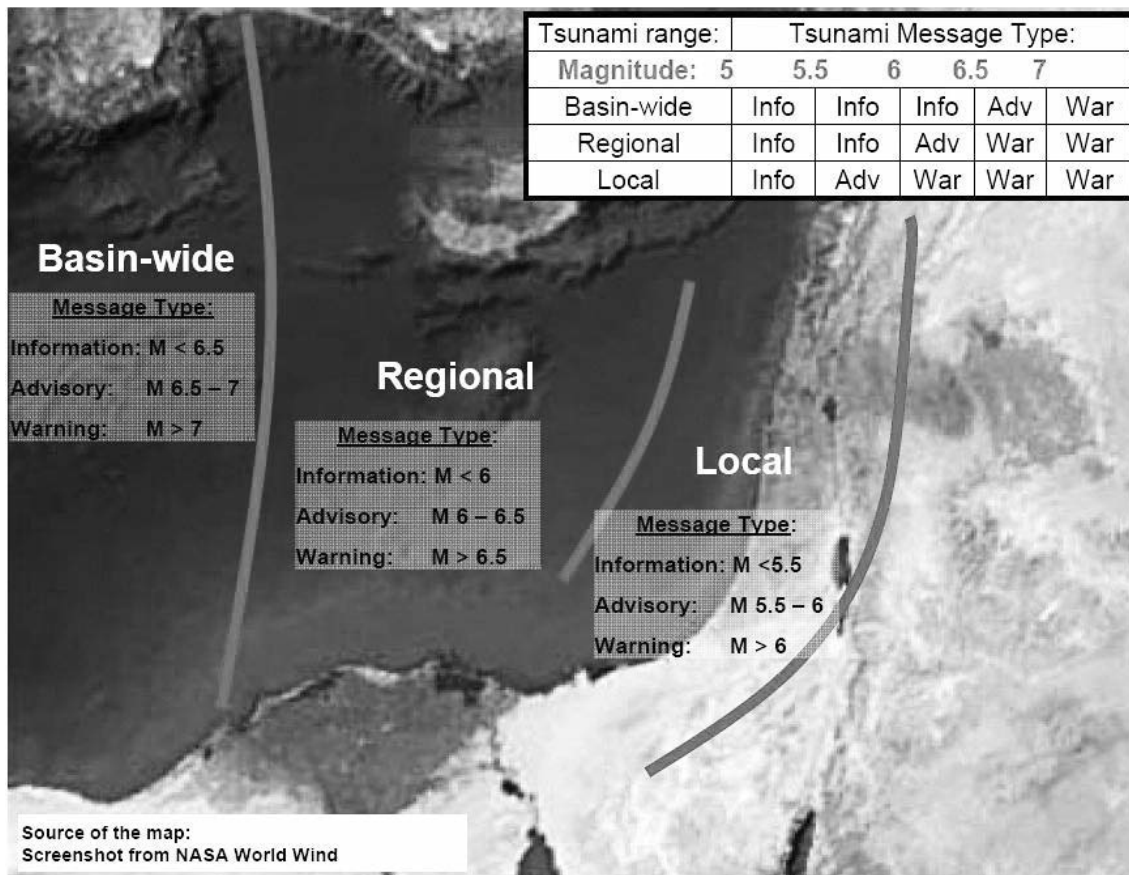 Tsunami range: Tsunami Message Type:
Magnitude: 5 5.5 6 6.5 7
Basin-wide Info Info Info Adv War
Regional Info Info Adv War War
Local Info Adv War War War
Basin-wide
Message Type:
Information: M < 6.5
Advisory: M 6.5 – 7
Warning: M > 7
Regional
Message Type:
Information: M < 6
Advisory: M 6 – 6.5
Warning: M > 6.5
Local
Message Type:
Information: M <5.5
Advisory: M 5.5 – 6
Warning: M > 6
Source of the map:
Screenshot from NASA World Wind